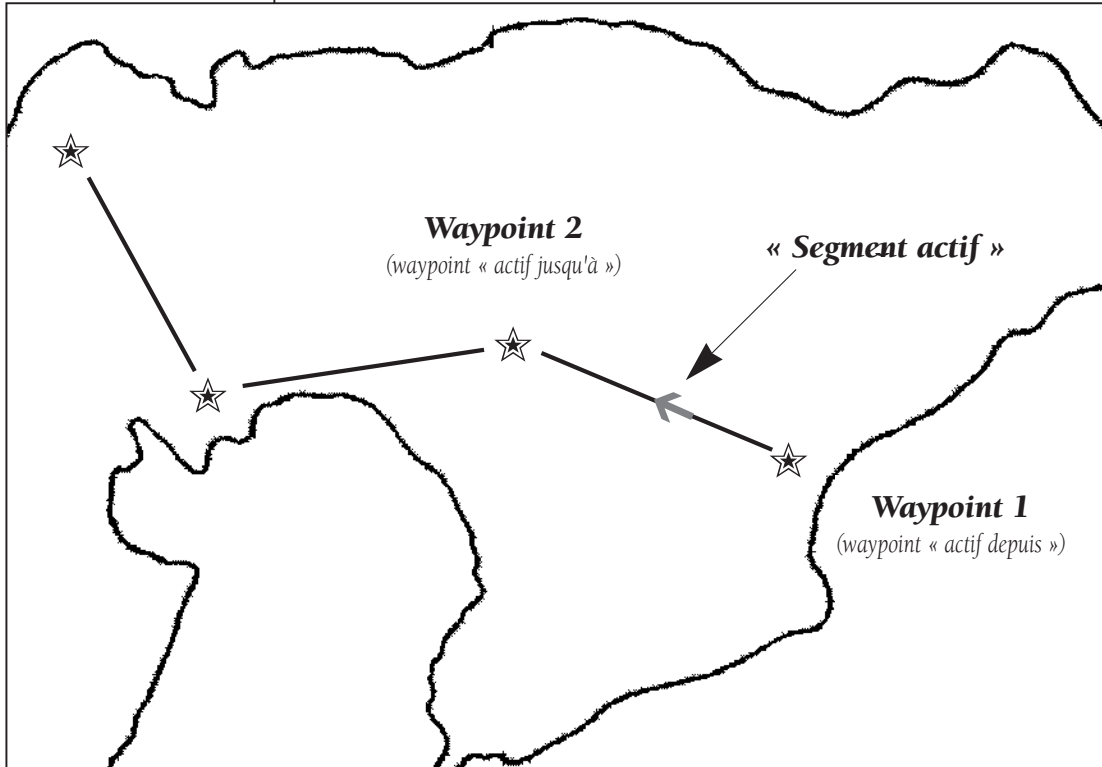 Waypoint 2
(waypoint « actif jusqu'à »)
« Segment actif »
Waypoint 1
(waypoint « actif depuis »)